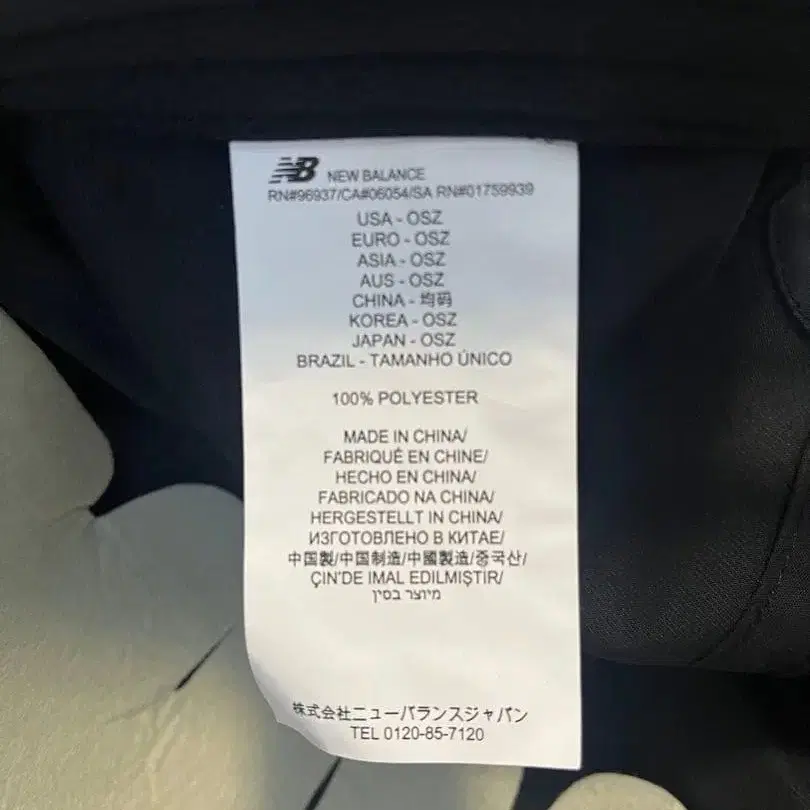 NB NEW BALANCE
RN#96937/CA#06054/SA RN#01759939
USA - OSZ
EURO - OSZ
ASIA - OSZ
AUS - OSZ
CHINA - 均码
KOREA - OSZ
JAPAN - OSZ
BRAZIL - TAMANHO ÚNICO
100% POLYESTER
MADE IN CHINA/
FABRIQUÉ EN CHINE/
HECHO EN CHINA/
FABRICADO NA CHINA/
HERGESTELLT IN CHINA/
ИЗГОТОВЛЕНО В КИТАЕ/
中国製/中国制造/中國製造/중국산/
ÇIN'DE IMAL EDILMIŞTIR/
מיוצר בסין
株式会社ニューバランスジャパン
TEL 0120-85-7120